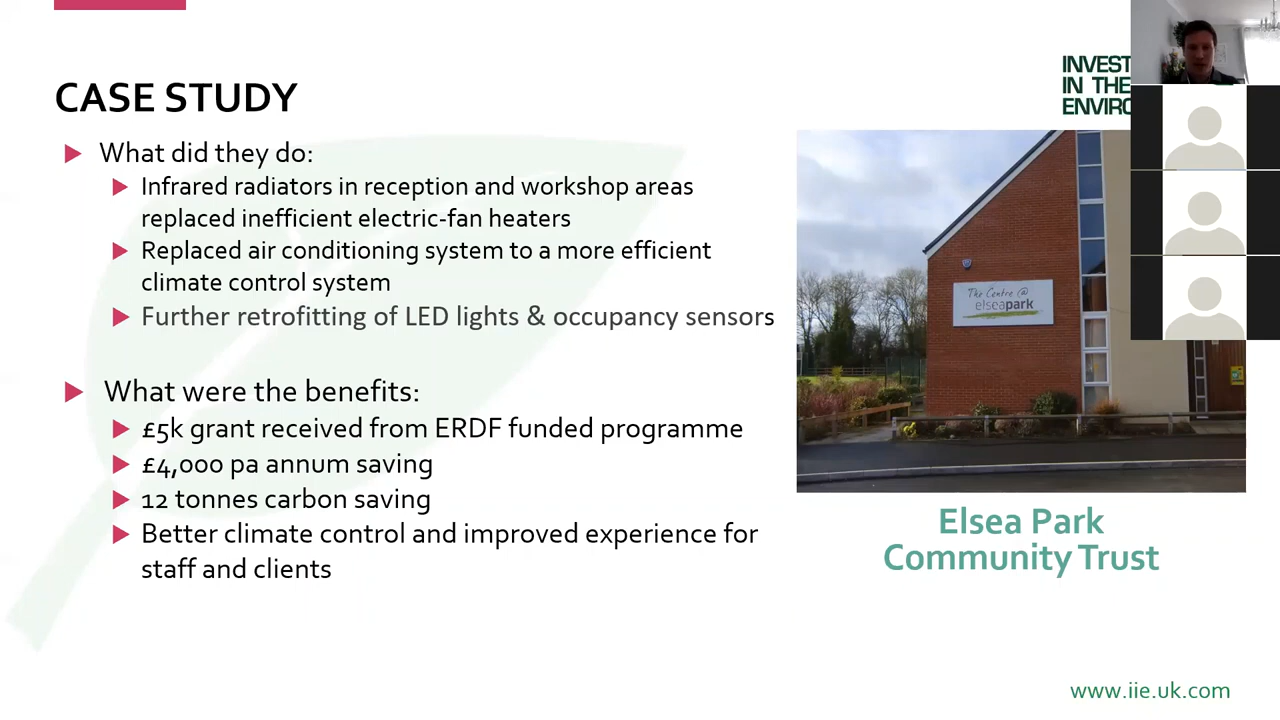 CASE STUDY
What did they do:
Infrared radiators in reception and workshop areas
replaced inefficient electric-fan heaters
Replaced air conditioning system to a more efficient
climate control system
Further retrofitting of LED lights & occupancy sensors
What were the benefits:
£5k grant received from ERDF funded programme
£4,000 pa annum saving
12 tonnes carbon saving
Better climate control and improved experience for
staff and clients
INVEST
IN THE
ENVIRO
The Centre @
elseapark
Elsea Park
Community Trust
www.iie.uk.com